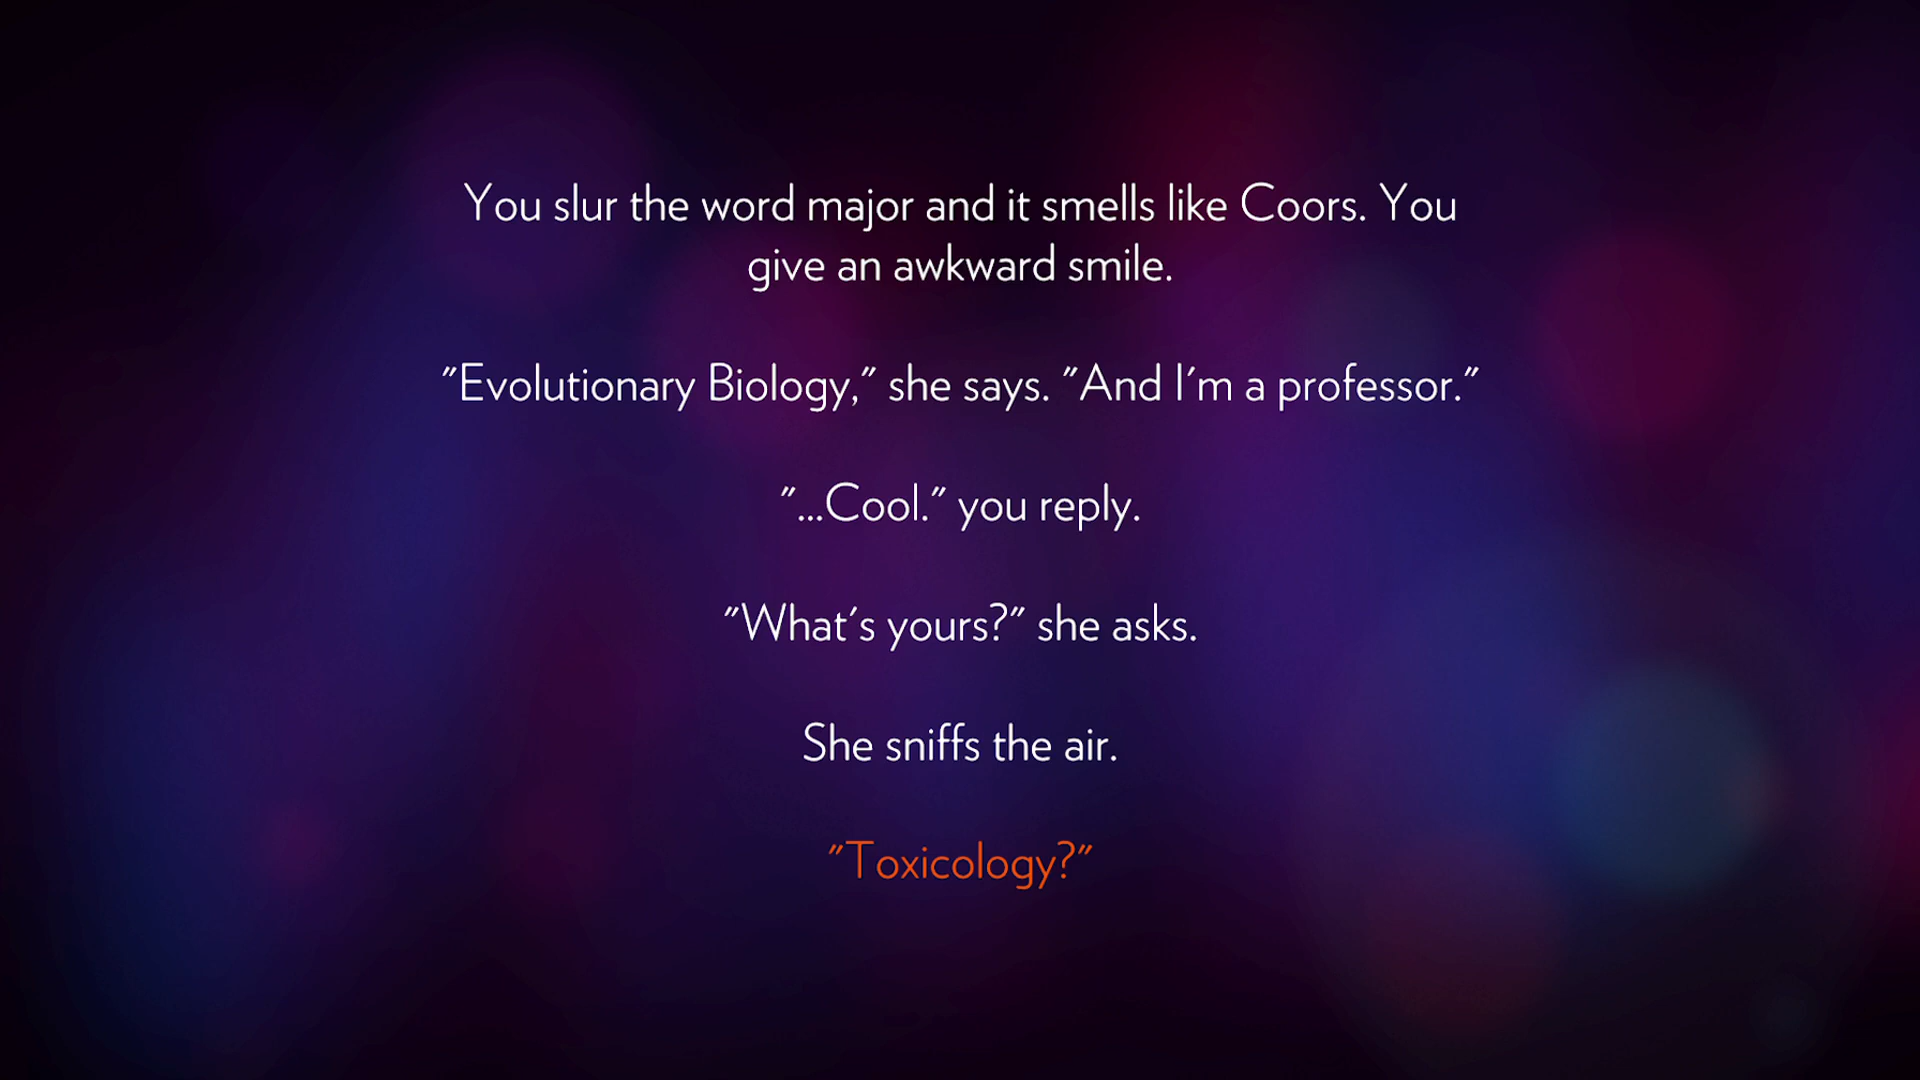 You slur the word major and it smells like Coors. You
give an awkward smile.
"Evolutionary Biology," she says. "And I'm a professor."
"...Cool." you reply.
"What's yours?" she asks.
She sniffs the air.
"Toxicology?"